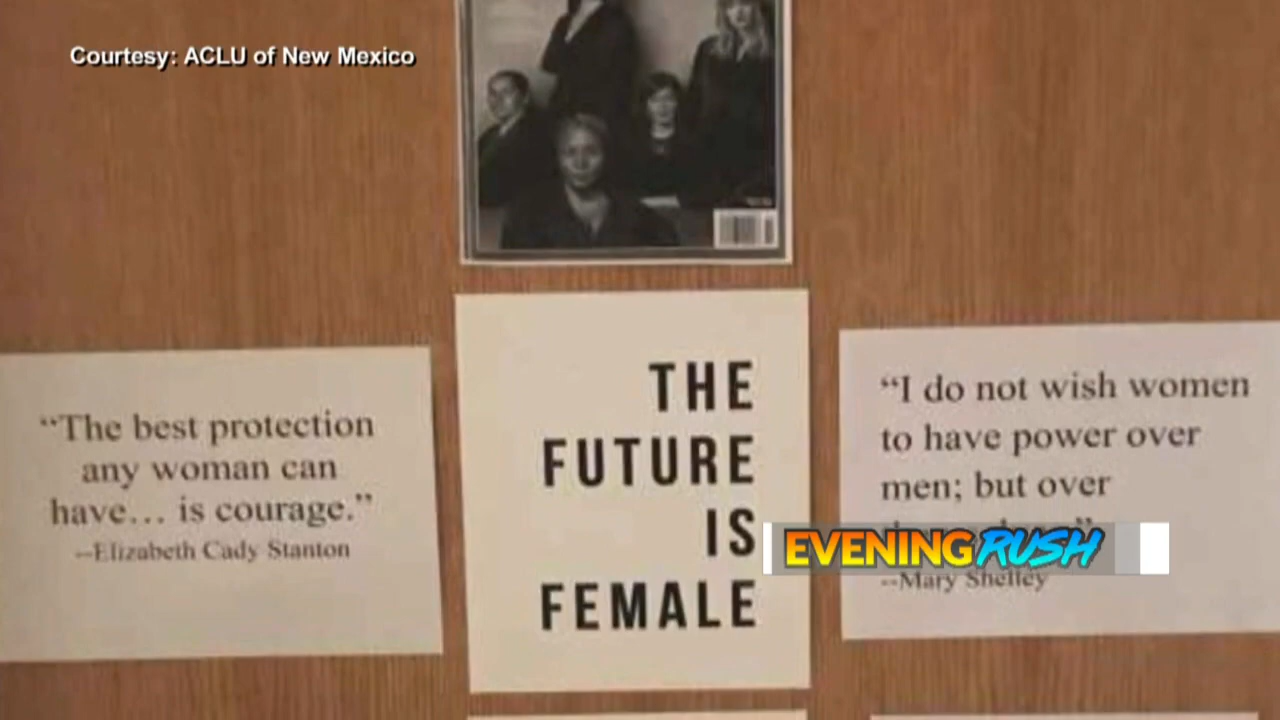 Courtesy: ACLU of New Mexico
“The best protection
any woman can
have... is courage.”
--Elizabeth Cady Stanton
THE
FUTURE
IS
FEMALE
“I do not wish women
to have power over
men; but over
--Mary Shelley
EVENING RUSH